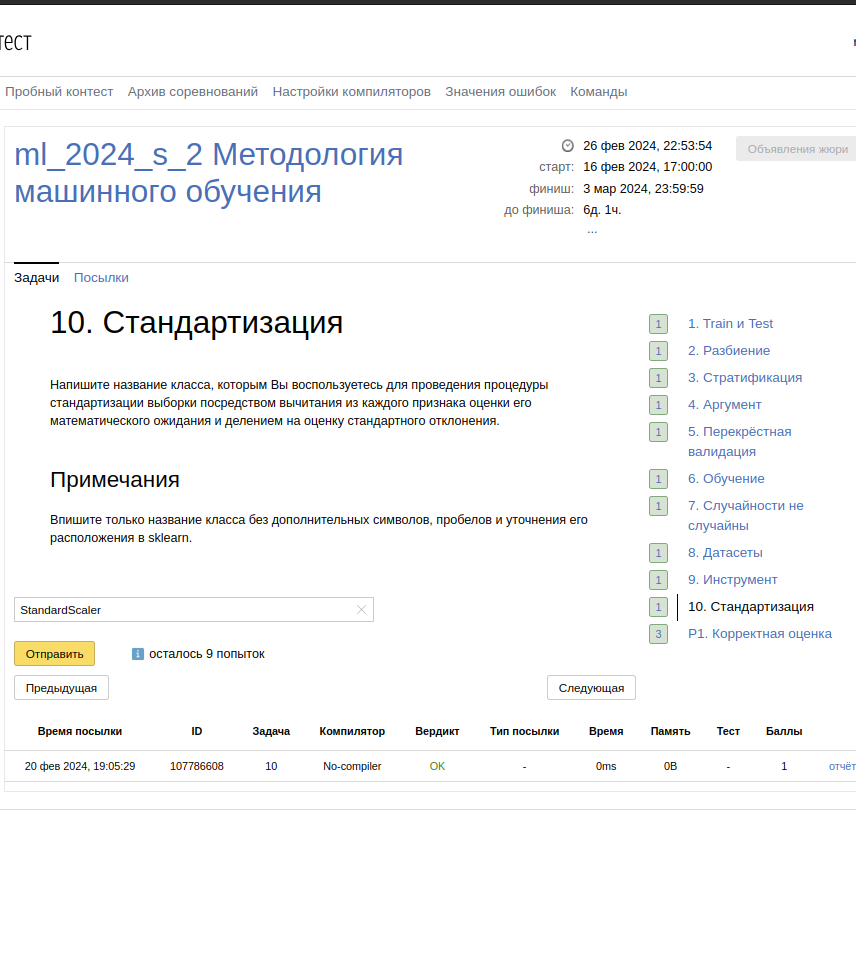 тест
Пробный контест Архив соревнований Настройки компиляторов Значения ошибок Команды
ml_2024_s_2 Методология
машинного обучения
26 фев 2024, 22:53:54
старт: 16 фев 2024, 17:00:00
финиш: 3 мар 2024, 23:59:59
до финиша: 6д. 1ч.
...
Объявления жюри
Задачи Посылки
10. Стандартизация
Напишите название класса, которым Вы воспользуетесь для проведения процедуры
стандартизации выборки посредством вычитания из каждого признака оценки его
математического ожидания и делением на оценку стандартного отклонения.
Примечания
Впишите только название класса без дополнительных символов, пробелов и уточнения его
расположения в sklearn.
StandardScaler
Отправить осталось 9 попыток
Предыдущая Следующая
1 1. Train и Test
1 2. Разбиение
1 3. Стратификация
1 4. Аргумент
1 5. Перекрёстная
валидация
1 6. Обучение
1 7. Случайности не
случайны
1 8. Датасеты
1 9. Инструмент
1 10. Стандартизация
3 P1. Корректная оценка
Время посылки ID Задача Компилятор Вердикт Тип посылки Время Память Тест Баллы
20 фев 2024, 19:05:29 107786608 10 No-compiler OK - 0ms 0B - 1 отчёт